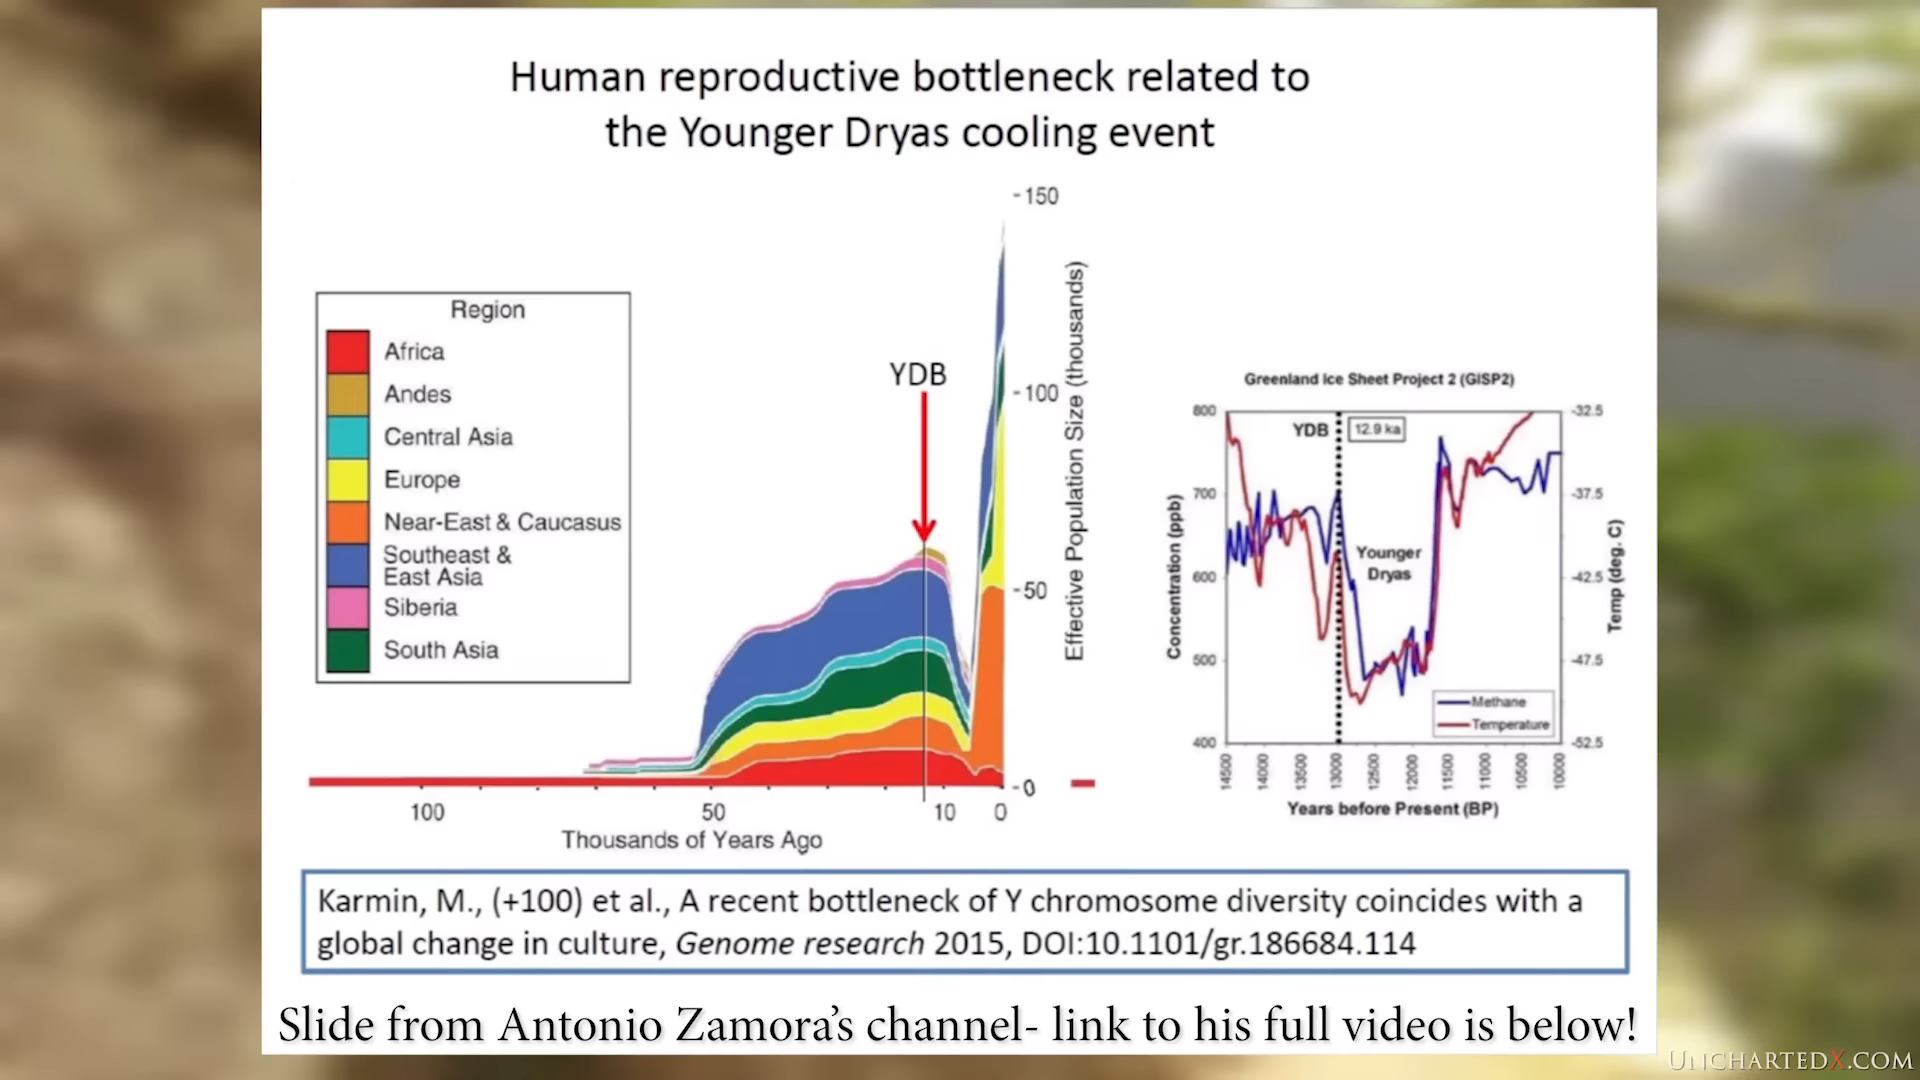 Human reproductive bottleneck related to
the Younger Dryas cooling event
Region
Africa
Andes
Central Asia
Europe
Near-East & Caucasus
Southeast &
East Asia
Siberia
South Asia
YDB
-150
-100
-50
-0
Effective Population Size (thousands)
100
50
10
0
Thousands of Years Ago
Greenland Ice Sheet Project 2 (GISP2)
800
700
600
500
400
Concentration (ppb)
YDB
12.9 ka
Younger
Dryas
Methane
Temperature
-32.5
-37.5
-42.5
-47.5
-52.5
Temp (deg. C)
14500
14000
13500
13000
12500
12000
11500
11000
10500
10000
Years before Present (BP)
Karmin, M., (+100) et al., A recent bottleneck of Y chromosome diversity coincides with a
global change in culture, Genome research 2015, DOI:10.1101/gr.186684.114
Slide from Antonio Zamora's channel- link to his full video is below!
UNCHARTEDX.COM